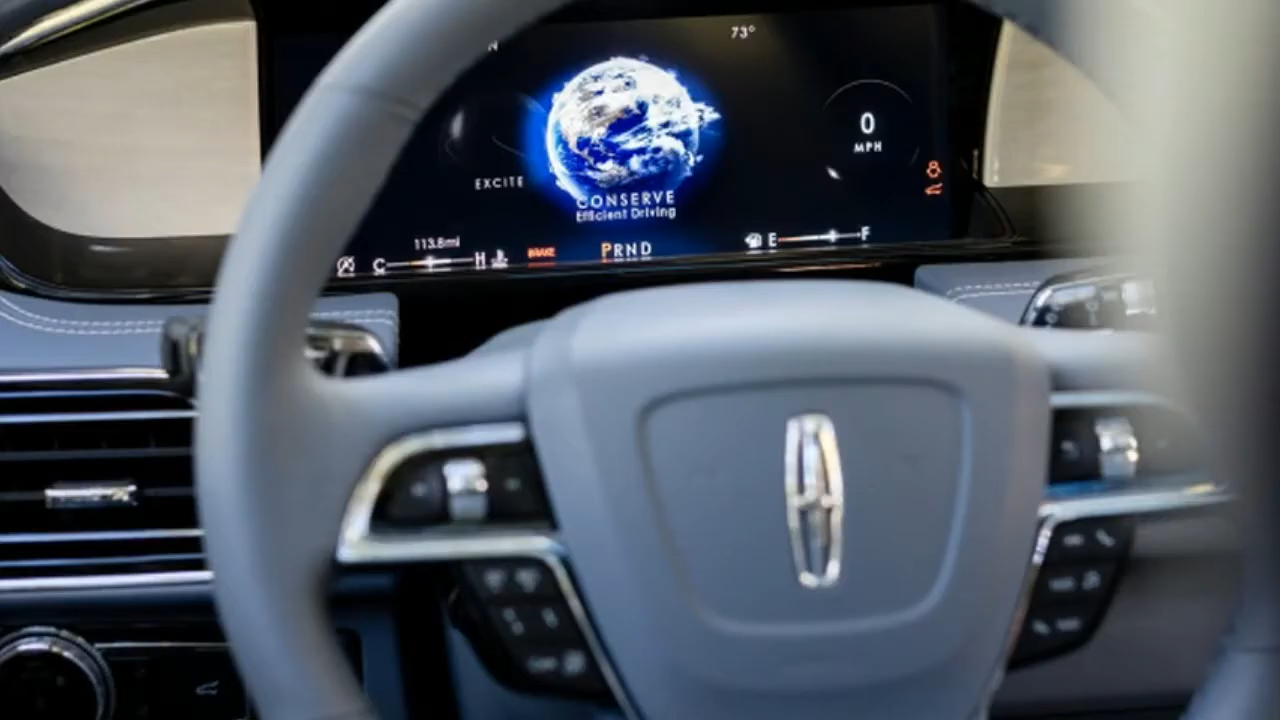 N
73°
0
MPH
EXCITE
CONSERVE
Efficient Driving
113.8mi
C H
BRAKE
PRND
E F